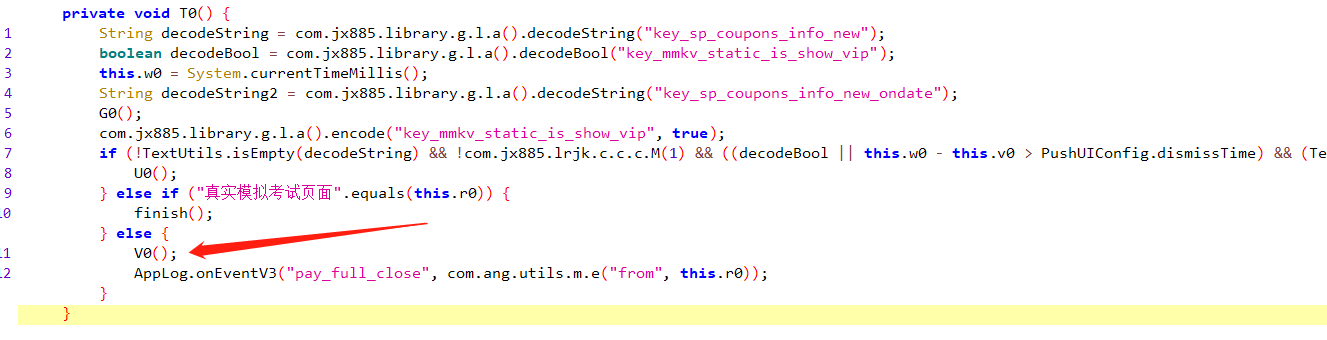 private void T0() {
1 String decodeString = com.jx885.library.g.l.a().decodeString("key_sp_coupons_info_new");
2 boolean decodeBool = com.jx885.library.g.l.a().decodeBool("key_mmkv_static_is_show_vip");
3 this.w0 = System.currentTimeMillis();
4 String decodeString2 = com.jx885.library.g.l.a().decodeString("key_sp_coupons_info_new_ondate");
5 G0();
6 com.jx885.library.g.l.a().encode("key_mmkv_static_is_show_vip", true);
7 if (!TextUtils.isEmpty(decodeString) && !com.jx885.lrjk.c.c.c.M(1) && ((decodeBool || this.w0 - this.v0 > PushUIConfig.dismissTime) && (Te
8 U0();
9 } else if ("真实模拟考试页面".equals(this.r0)) {
10 finish();
} else {
11 V0();
12 AppLog.onEventV3("pay_full_close", com.ang.utils.m.e("from", this.r0));
}
}